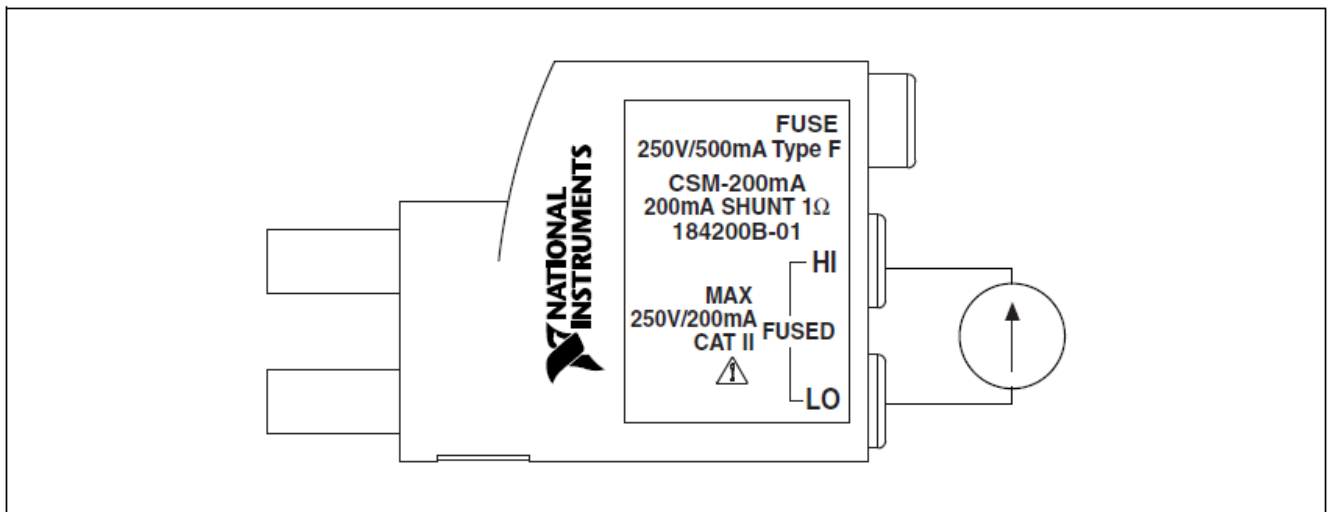 NATIONAL
INSTRUMENTS
FUSE
250V/500mA Type F
CSM-200mA
200mA SHUNT 1Ω
184200B-01
HI
MAX
250V/200mA
CAT II
FUSED
LO